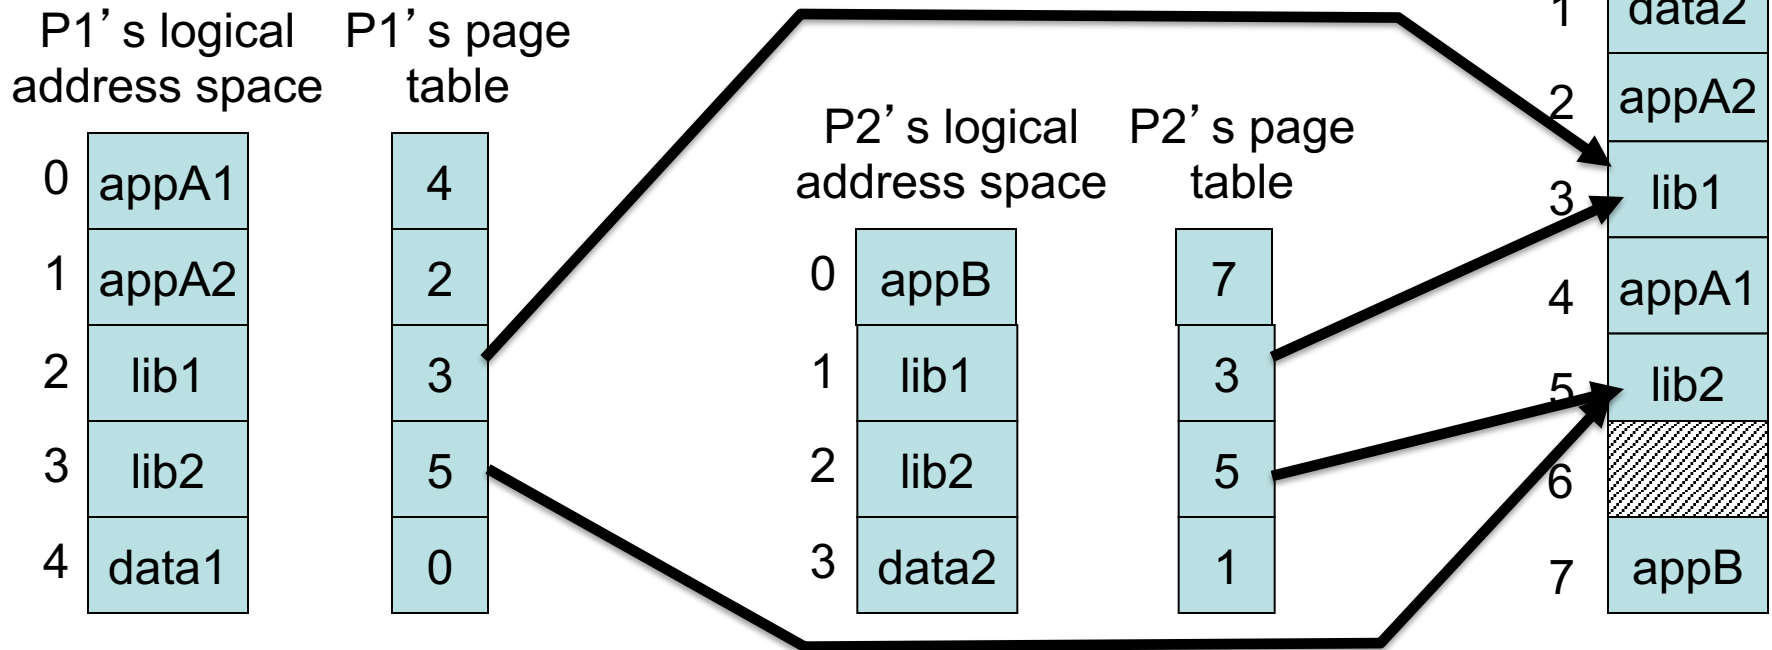 P1’s logical
address space
P1’s page
table
0 appA1 4
1 appA2 2
2 lib1 3
3 lib2 5
4 data1 0
P2’s logical
address space
P2’s page
table
0 appB 7
1 lib1 3
2 lib2 5
3 data2 1
1 data2
2 appA2
3 lib1
4 appA1
5 lib2
6
7 appB